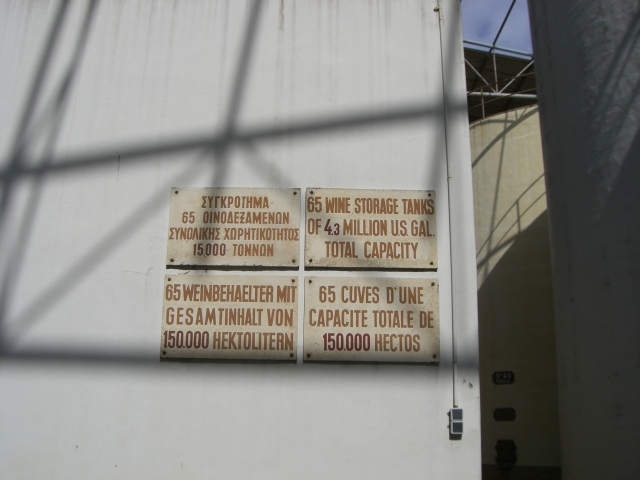 ΣΥΓΚΡΟΤΗΜΑ
65 ΟΙΝΟΔΕΞΑΜΕΝΩΝ
ΣΥΝΟΛΙΚΗΣ ΧΩΡΗΤΙΚΟΤΗΤΟΣ
15000 ΤΟΝΝΩΝ
65 WINE STORAGE TANKS
OF 4.3 MILLION US GAL.
TOTAL CAPACITY
65 WEINBEHAELTER MIT
GESAMTINHALT VON
150.000 HEKTOLITERN
65 CUVES D'UNE
CAPACITE TOTALE DE
150.000 HECTOS